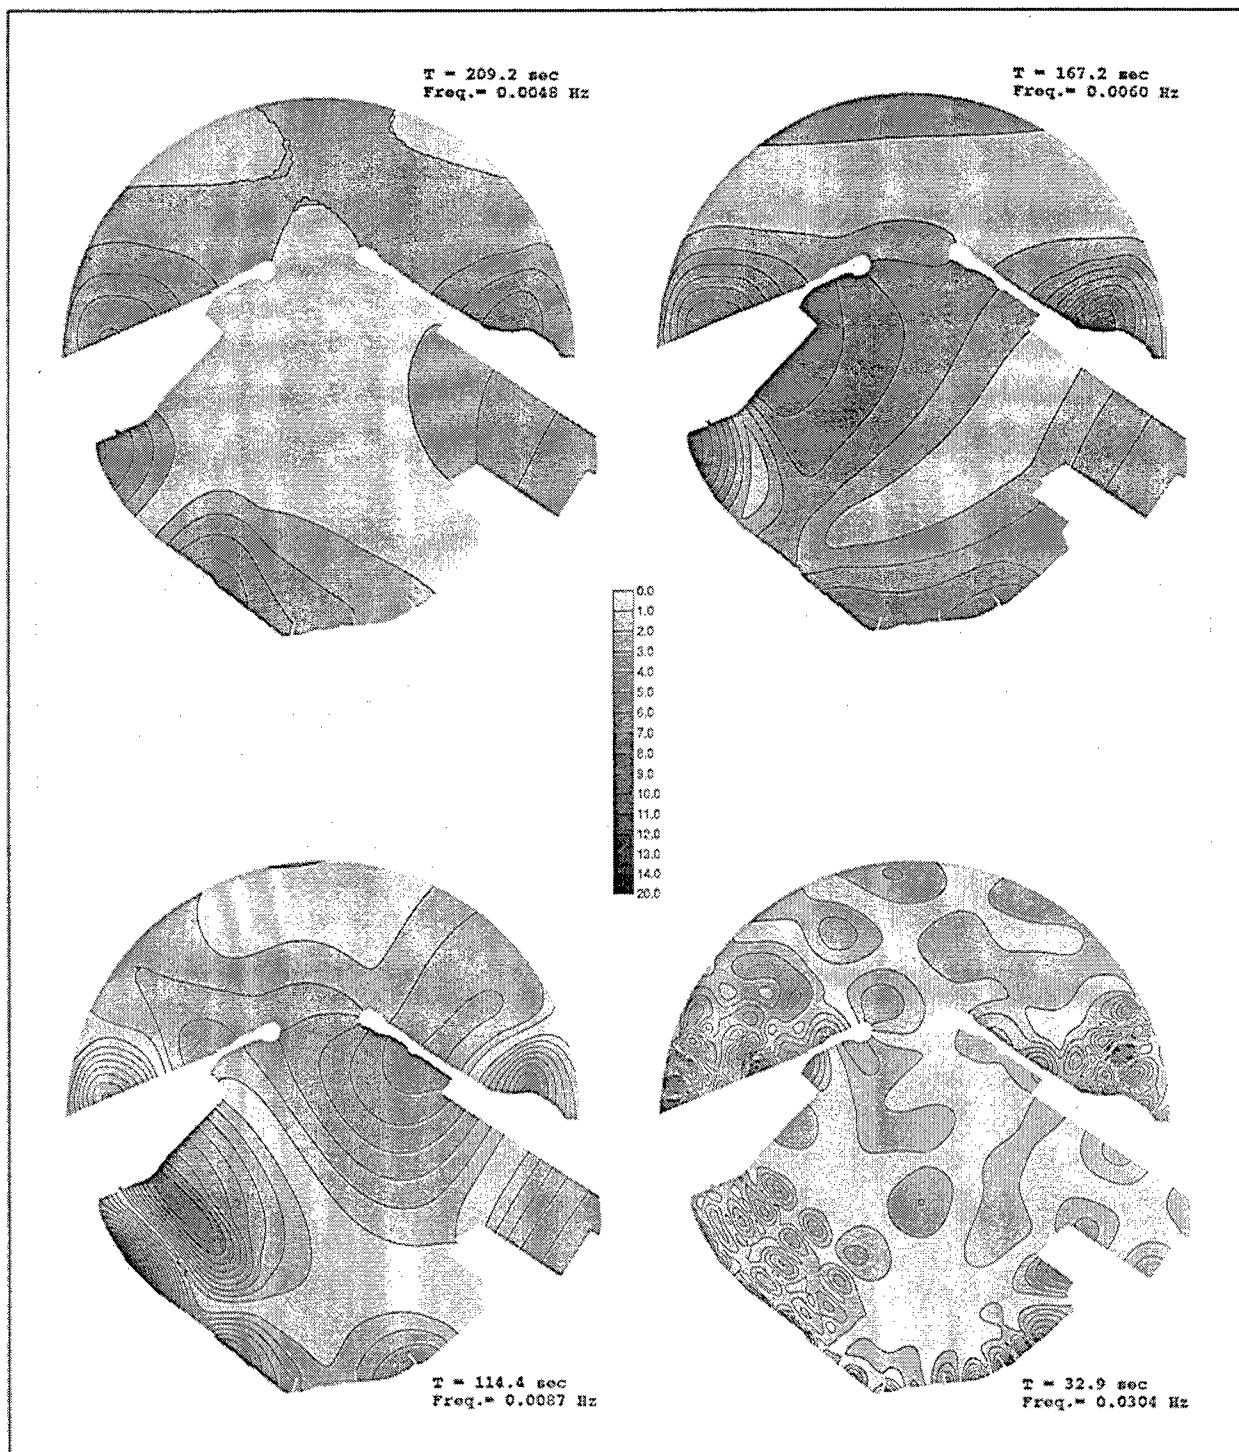 T = 209.2 sec
Freq.= 0.0048 Hz
T = 167.2 sec
Freq.= 0.0060 Hz
0.0
1.0
2.0
3.0
4.0
5.0
6.0
7.0
8.0
9.0
10.0
11.0
12.0
13.0
14.0
20.0
T = 114.4 sec
Freq.= 0.0087 Hz
T = 32.9 sec
Freq.= 0.0304 Hz